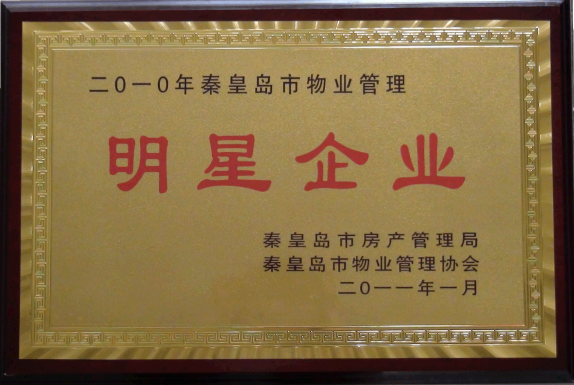 二〇一〇年秦皇岛市物业管理
明星企业
秦皇岛市房产管理局
秦皇岛市物业管理协会
二〇一一年一月